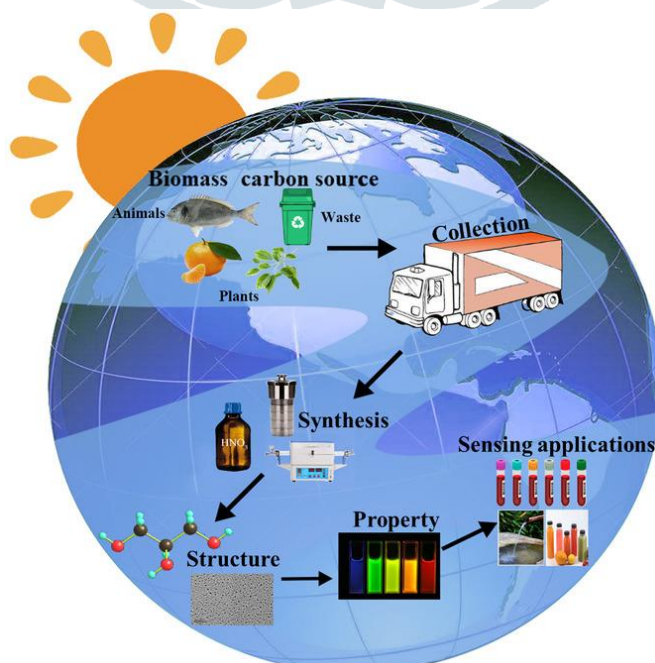 Biomass carbon source
Animals
Waste
Plants
Collection
Synthesis
HNO3
Sensing applications
Structure
Property